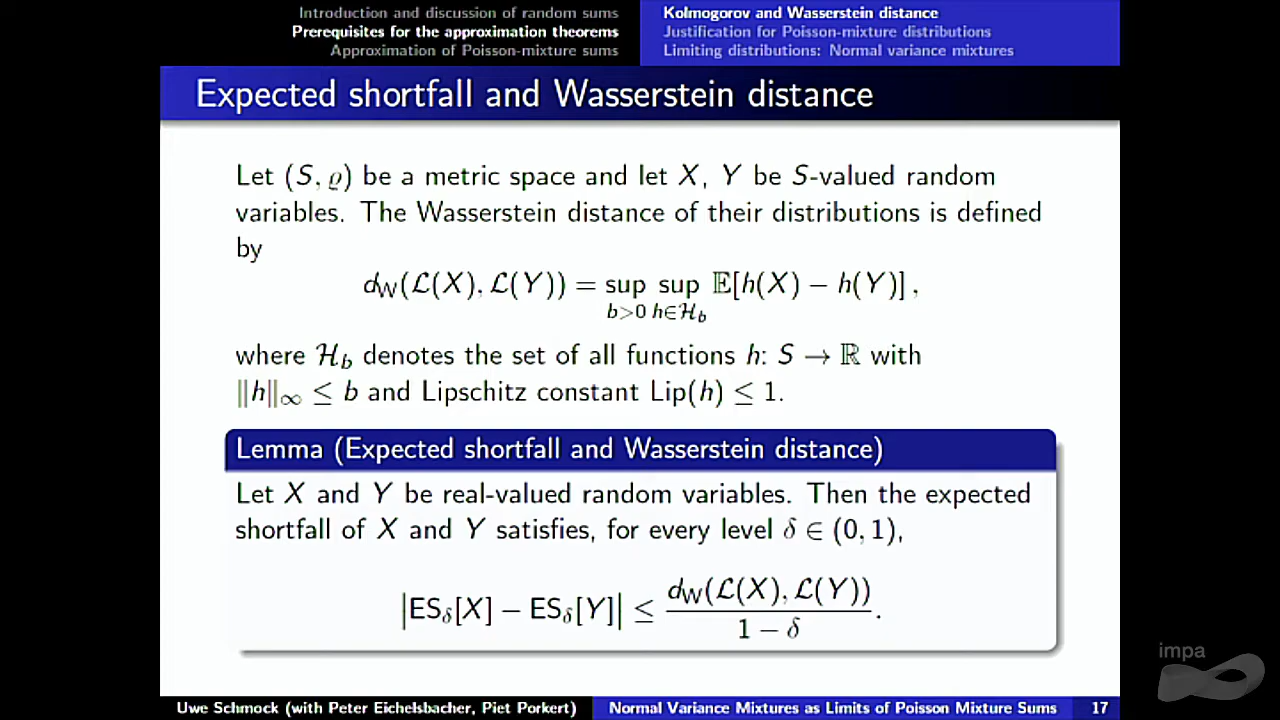 Introduction and discussion of random sums
Prerequisites for the approximation theorems
Approximation of Poisson-mixture sums
Kolmogorov and Wasserstein distance
Justification for Poisson-mixture distributions
Limiting distributions: Normal variance mixtures
Expected shortfall and Wasserstein distance
Let (S, ϱ) be a metric space and let X, Y be S-valued random
variables. The Wasserstein distance of their distributions is defined
by
d_W(ℒ(X), ℒ(Y)) = sup_{b>0} sup_{h∈ℋ_b} 𝔼[h(X) − h(Y)] ,
where ℋ_b denotes the set of all functions h: S → ℝ with
‖h‖_∞ ≤ b and Lipschitz constant Lip(h) ≤ 1.
Lemma (Expected shortfall and Wasserstein distance)
Let X and Y be real-valued random variables. Then the expected
shortfall of X and Y satisfies, for every level δ ∈ (0, 1),
|ES_δ[X] − ES_δ[Y]| ≤ d_W(ℒ(X), ℒ(Y)) / 1 − δ .
impa
Uwe Schmock (with Peter Eichelsbacher, Piet Porkert)
Normal Variance Mixtures as Limits of Poisson Mixture Sums
17